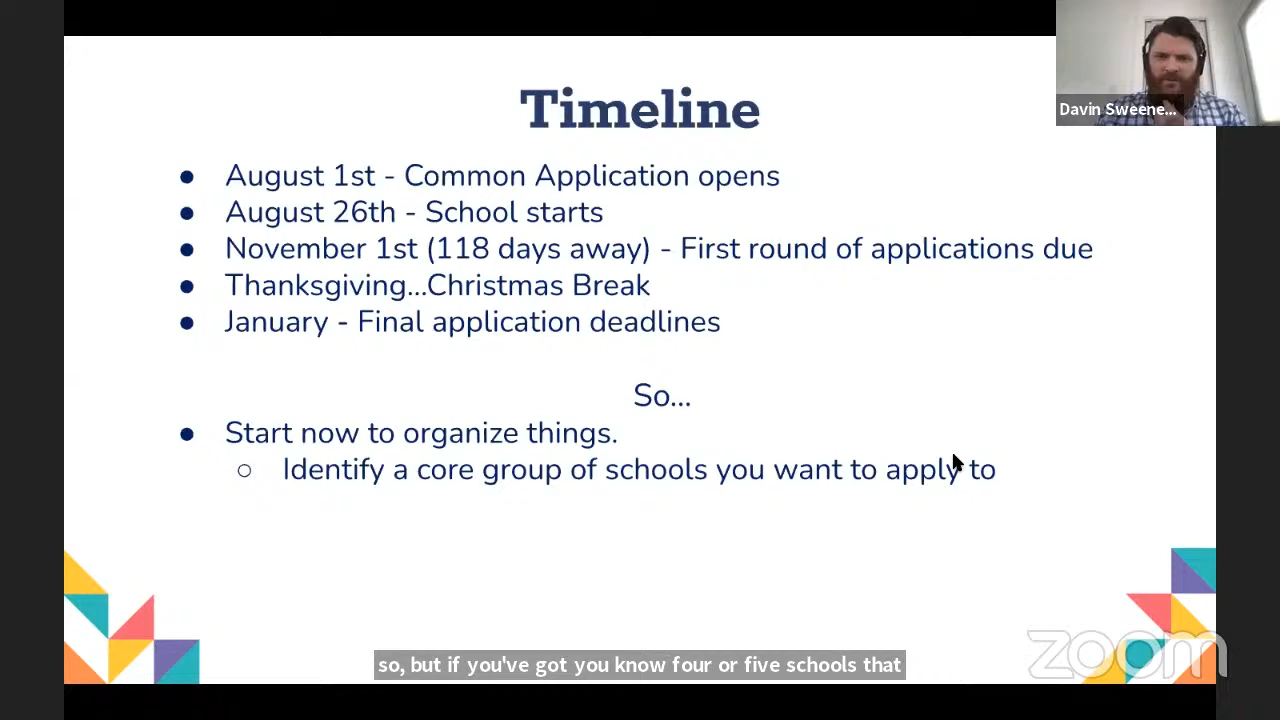 Timeline
Davin Sweene...
● August 1st - Common Application opens
● August 26th - School starts
● November 1st (118 days away) - First round of applications due
● Thanksgiving...Christmas Break
● January - Final application deadlines
So...
● Start now to organize things.
○ Identify a core group of schools you want to apply to
so, but if you've got you know four or five schools that
zoom